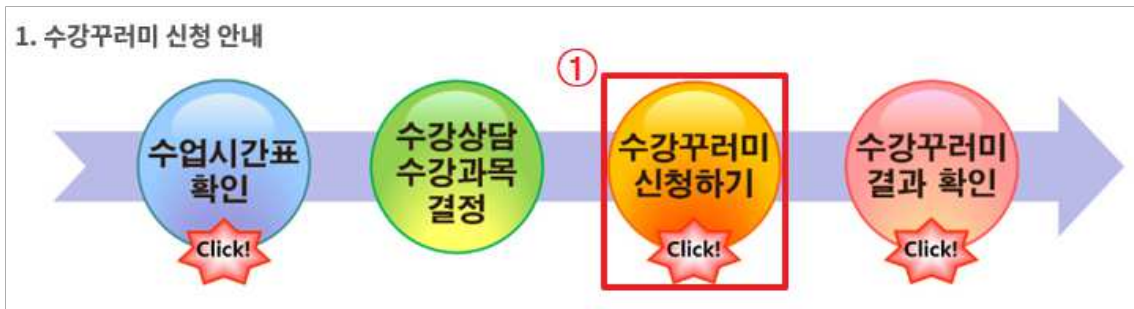 1. 수강꾸러미 신청 안내
①
수업시간표
확인
Click!
수강상담
수강과목
결정
수강꾸러미
신청하기
Click!
수강꾸러미
결과 확인
Click!